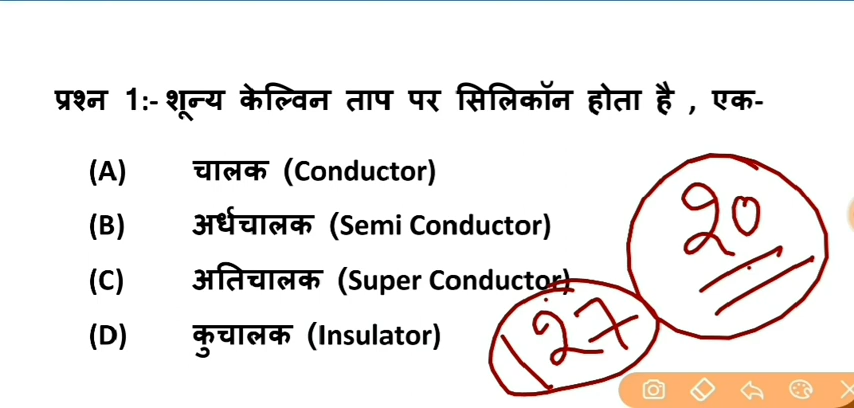 प्रश्न 1:- शून्य केल्विन ताप पर सिलिकॉन होता है , एक-
(A) चालक (Conductor)
(B) अर्धचालक (Semi Conductor)
(C) अतिचालक (Super Conductor)
(D) कुचालक (Insulator)
20
127